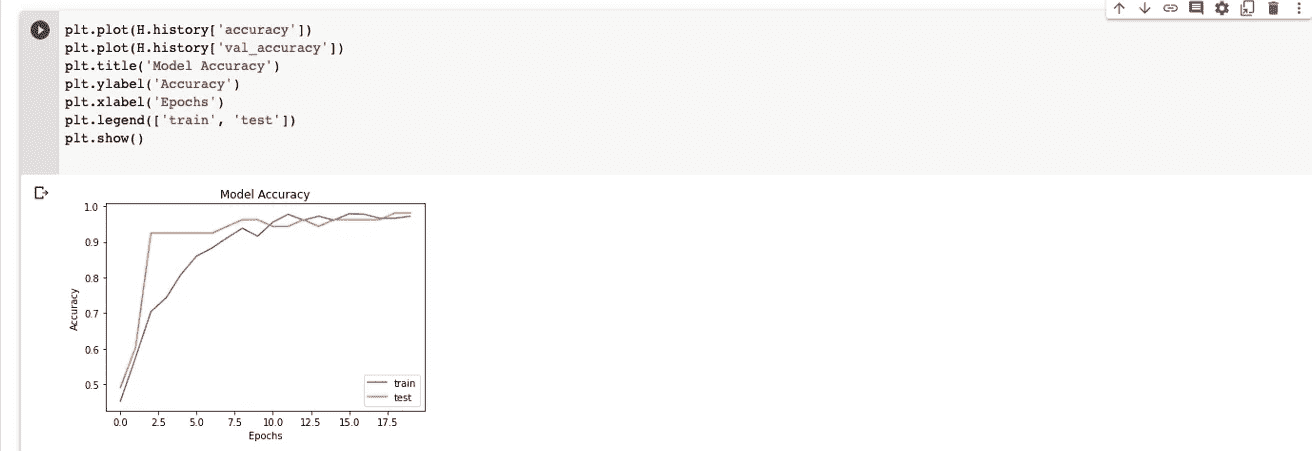 plt.plot(H.history['accuracy'])
plt.plot(H.history['val_accuracy'])
plt.title('Model Accuracy')
plt.ylabel('Accuracy')
plt.xlabel('Epochs')
plt.legend(['train', 'test'])
plt.show()
Model Accuracy
1.0
0.9
0.8
0.7
0.6
0.5
Accuracy
train
test
0.0 2.5 5.0 7.5 10.0 12.5 15.0 17.5
Epochs